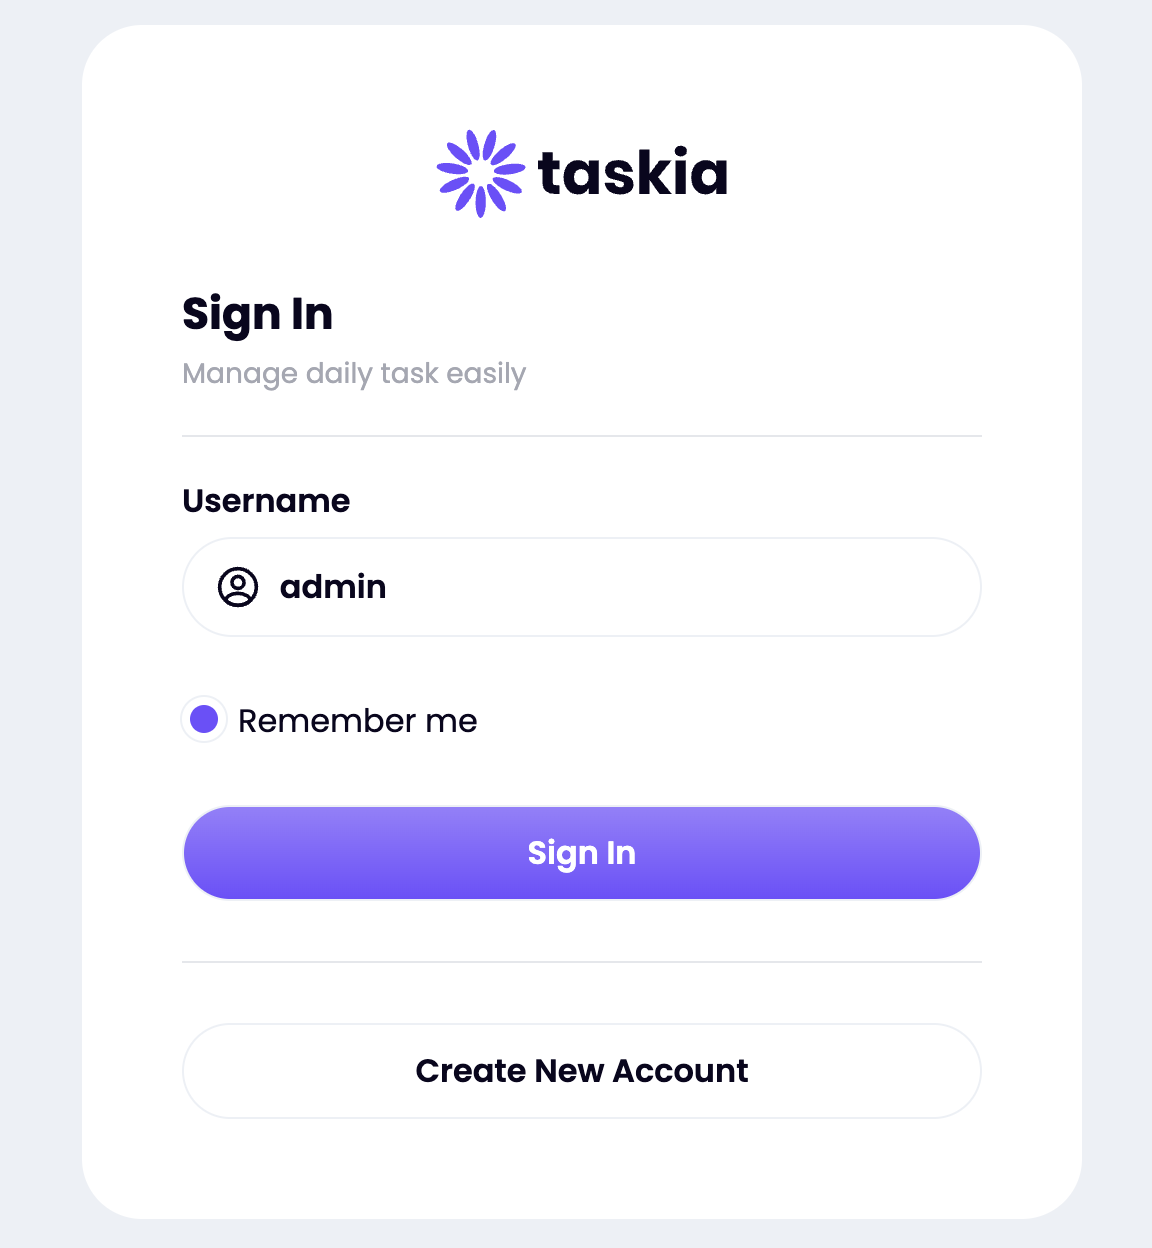 taskia
Sign In
Manage daily task easily
Username
admin
Remember me
Sign In
Create New Account